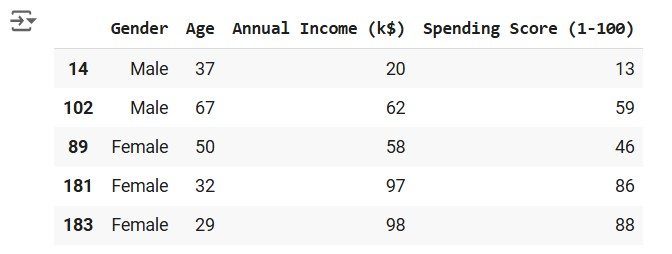 Gender Age Annual Income (k$) Spending Score (1-100)
14 Male 37 20 13
102 Male 67 62 59
89 Female 50 58 46
181 Female 32 97 86
183 Female 29 98 88